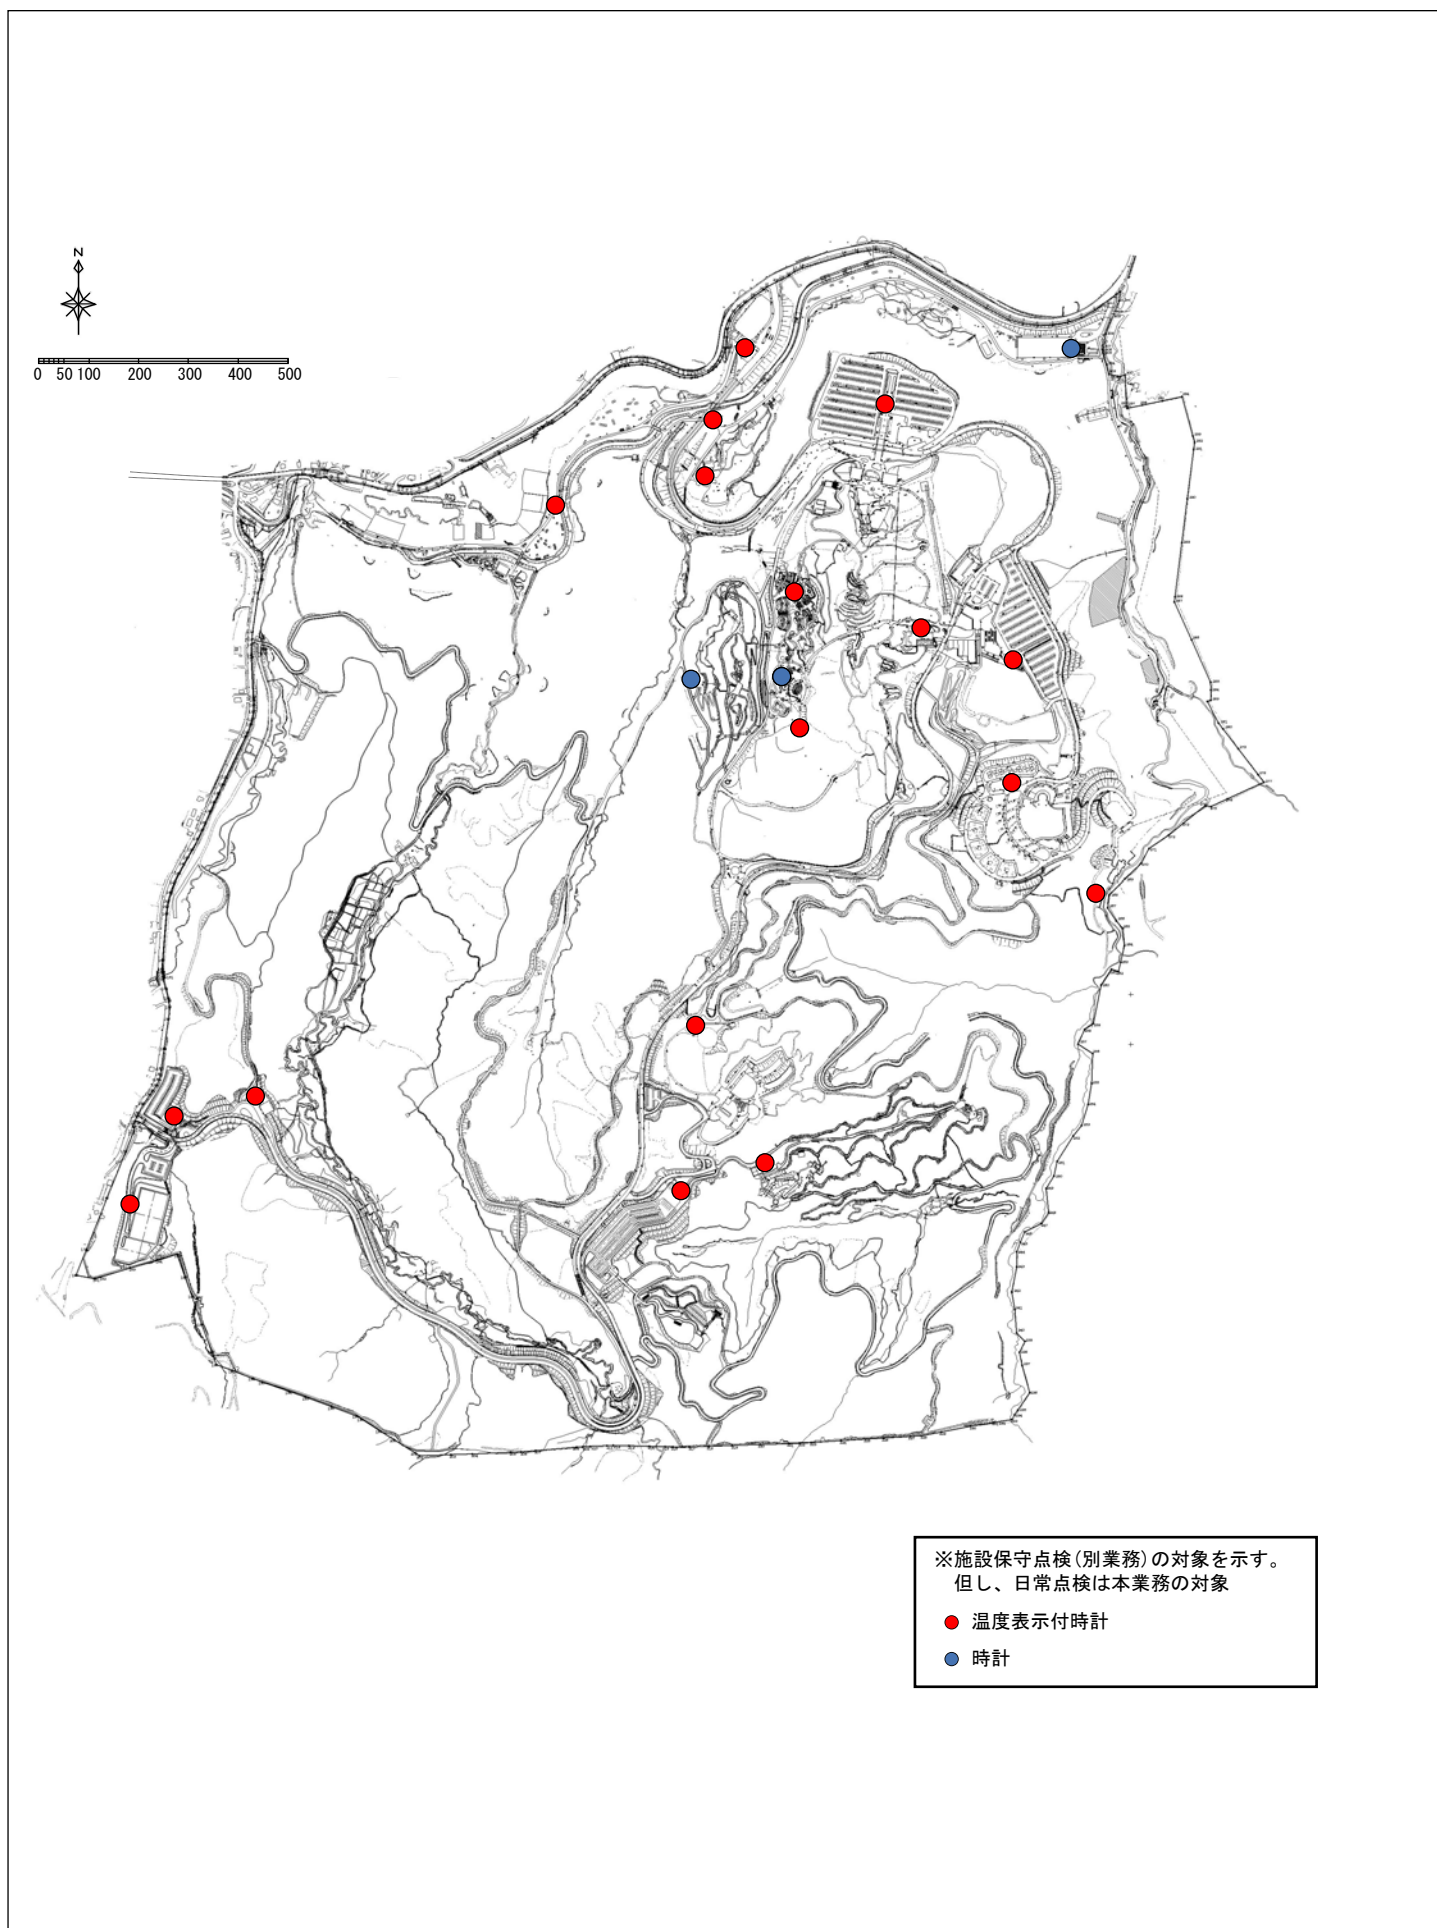 N
0 50 100 200 300 400 500
※施設保守点検(別業務)の対象を示す。
但し、日常点検は本業務の対象
温度表示付時計
時計